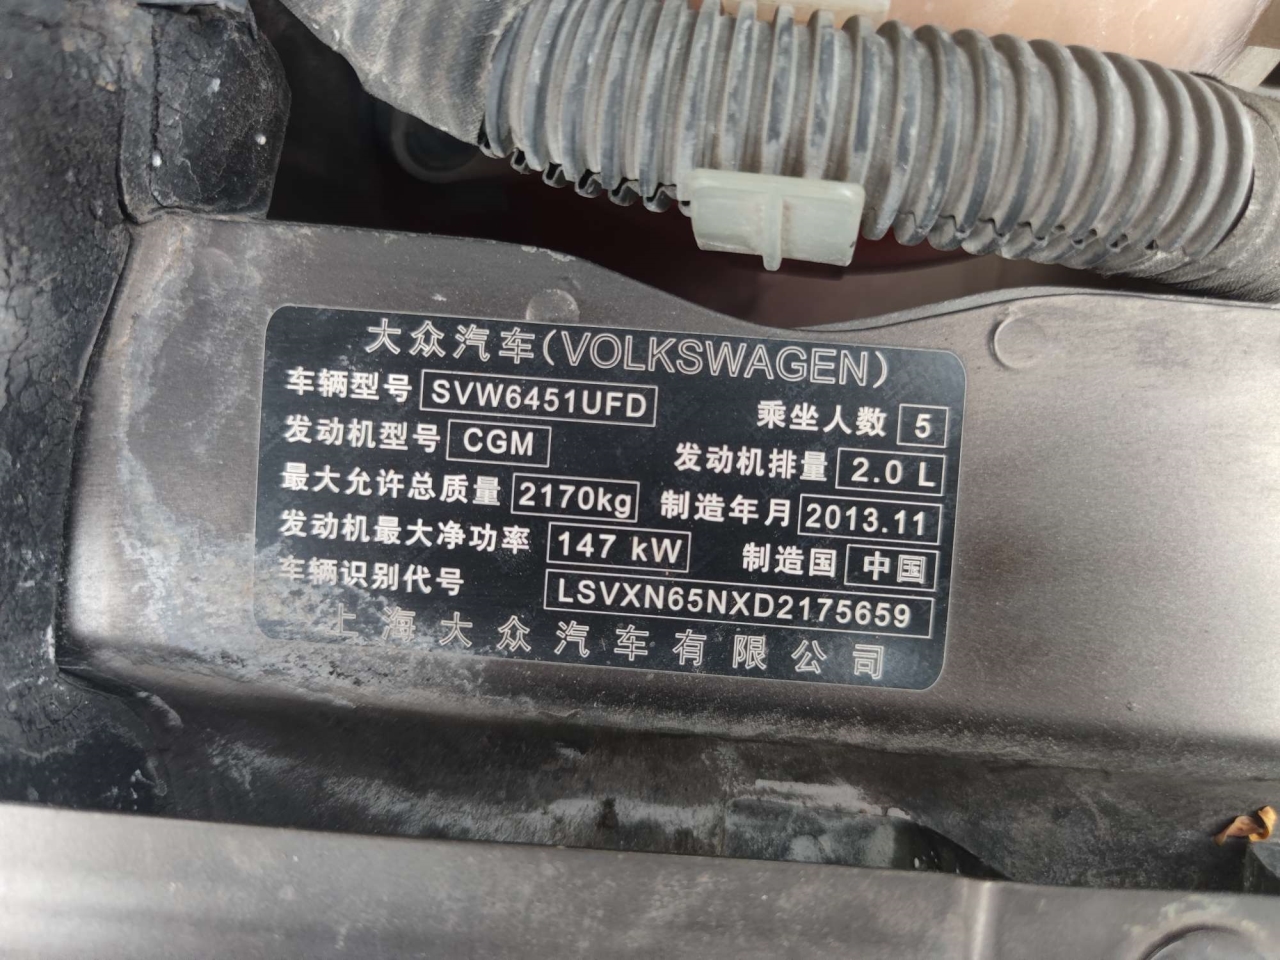 大众汽车(VOLKSWAGEN)
车辆型号 SVW6451UFD 乘坐人数 5
发动机型号 CGM 发动机排量 2.0 L
最大允许总质量 2170kg 制造年月 2013.11
发动机最大净功率 147 kW 制造国 中国
车辆识别代号 LSVXN65NXD2175659
上海大众汽车有限公司